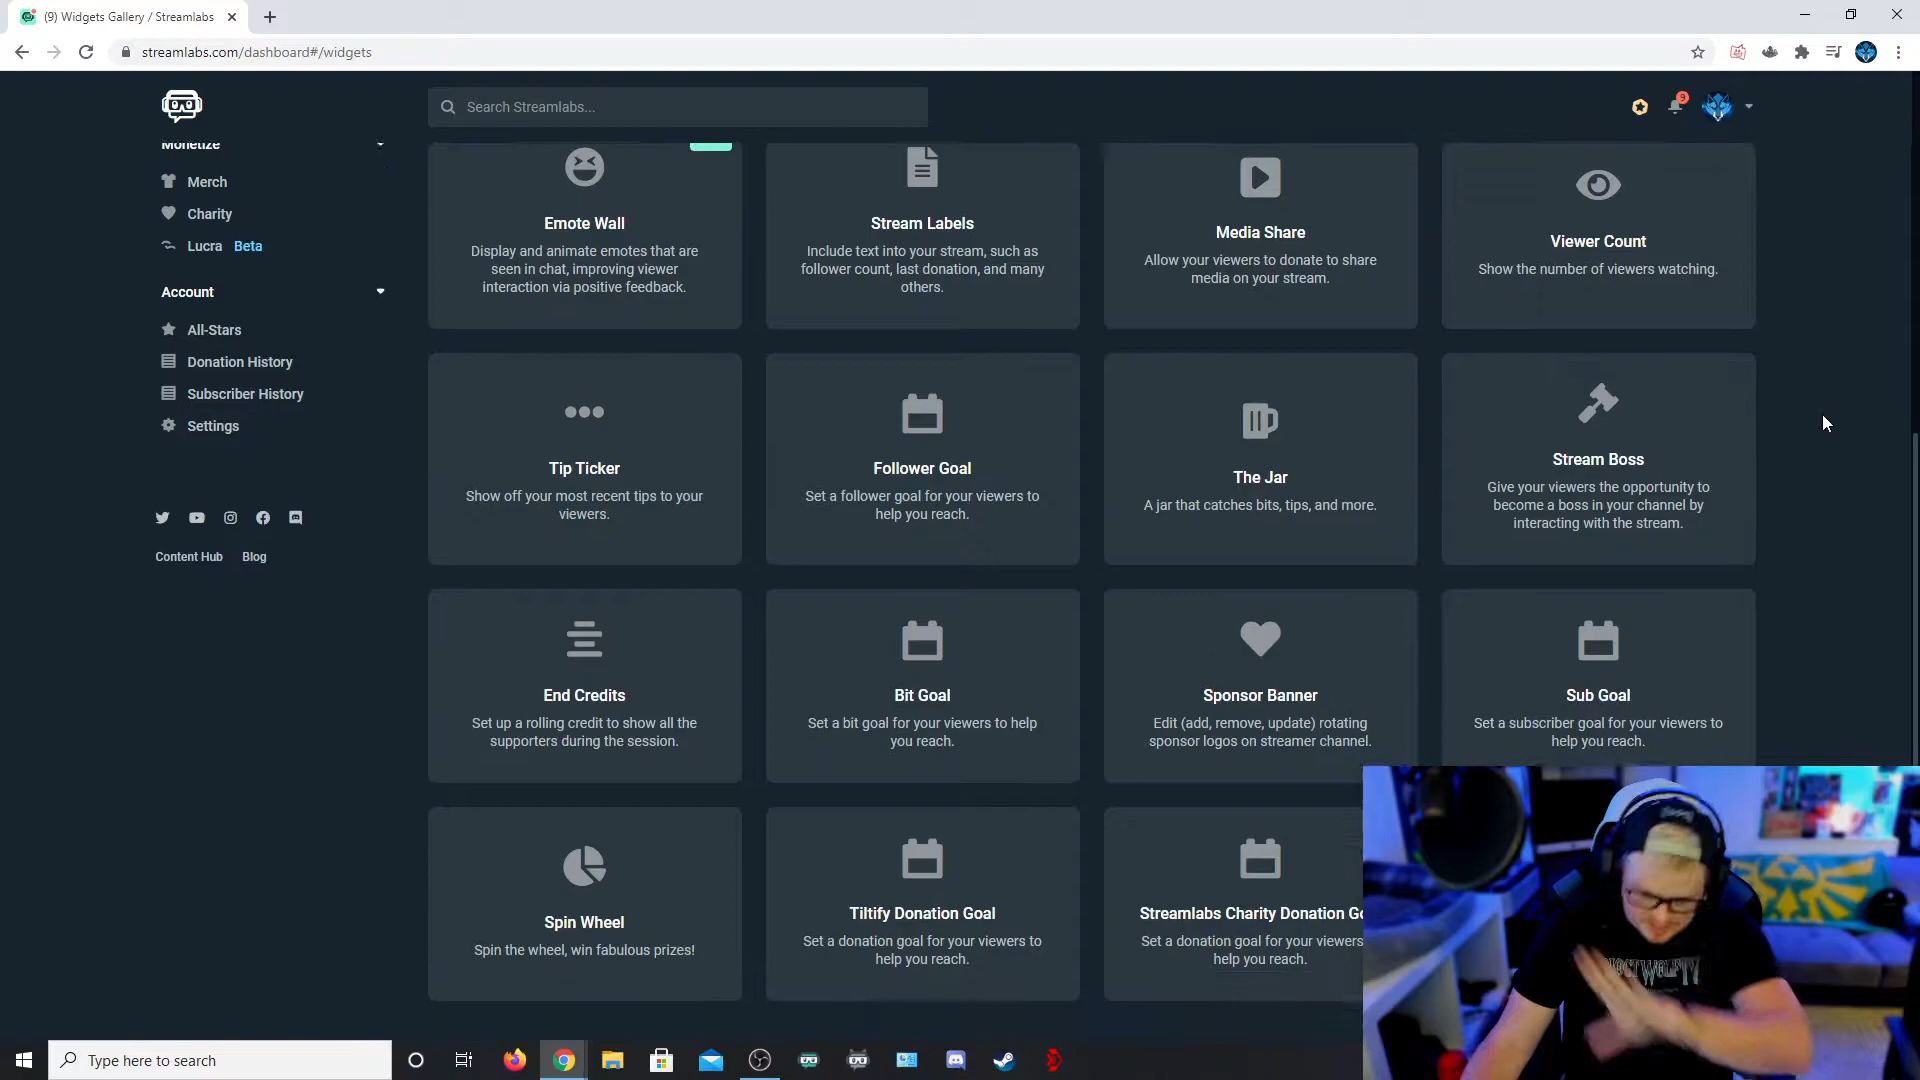 (9) Widgets Gallery / Streamlabs
streamlabs.com/dashboard#/widgets
Search Streamlabs...
9
Monetize
Merch
Charity
Lucra Beta
Account
All-Stars
Donation History
Subscriber History
Settings
Content Hub Blog
Emote Wall
Display and animate emotes that are
seen in chat, improving viewer
interaction via positive feedback.
Stream Labels
Include text into your stream, such as
follower count, last donation, and many
others.
Media Share
Allow your viewers to donate to share
media on your stream.
Viewer Count
Show the number of viewers watching.
Tip Ticker
Show off your most recent tips to your
viewers.
Follower Goal
Set a follower goal for your viewers to
help you reach.
The Jar
A jar that catches bits, tips, and more.
Stream Boss
Give your viewers the opportunity to
become a boss in your channel by
interacting with the stream.
End Credits
Set up a rolling credit to show all the
supporters during the session.
Bit Goal
Set a bit goal for your viewers to help
you reach.
Sponsor Banner
Edit (add, remove, update) rotating
sponsor logos on streamer channel.
Sub Goal
Set a subscriber goal for your viewers to
help you reach.
Spin Wheel
Spin the wheel, win fabulous prizes!
Tiltify Donation Goal
Set a donation goal for your viewers to
help you reach.
Streamlabs Charity Donation Go
Set a donation goal for your viewers
help you reach.
Type here to search